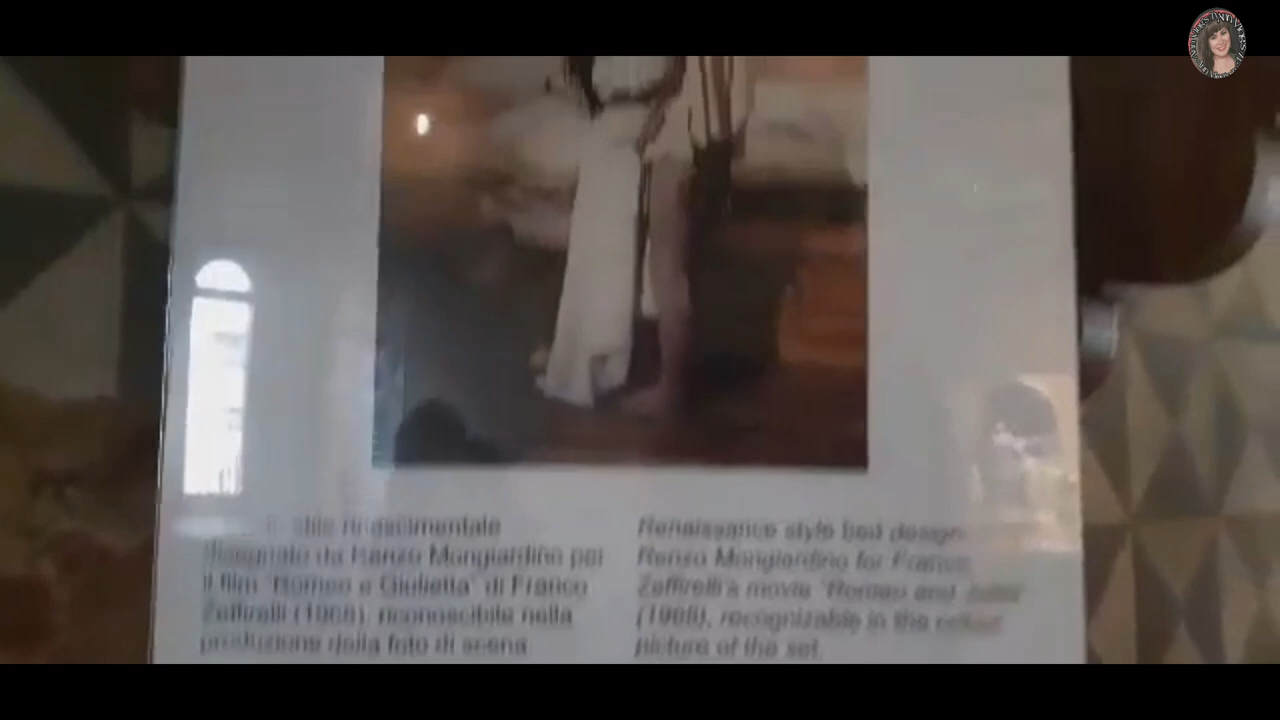 stile rinascimentale
disegnato da Renzo Mongiardino per
il film "Romeo e Giulietta" di Franco
Zeffirelli (1968), riconoscibile nella
produzione della foto di scena.
Renaissance style bed design
Renzo Mongiardino for Franco
Zeffirelli's movie "Romeo and Juliet"
(1968), recognizable in the colour
picture of the set.